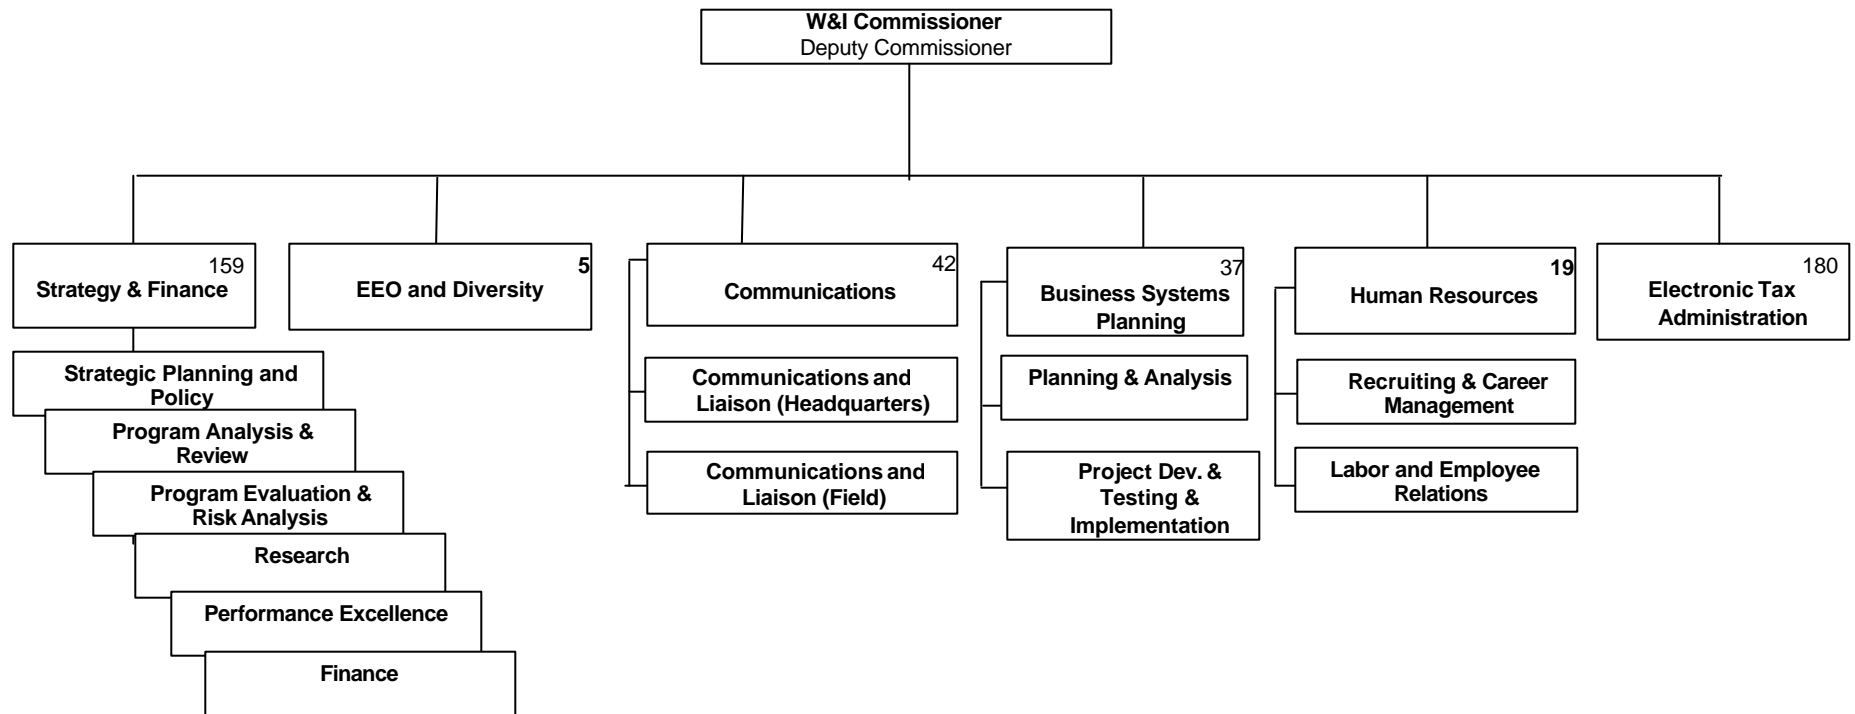 W&I Commissioner
Deputy Commissioner
159
Strategy & Finance
5
EEO and Diversity
42
Communications
37
Business Systems
Planning
19
Human Resources
180
Electronic Tax
Administration
Strategic Planning and
Policy
Program Analysis &
Review
Program Evaluation &
Risk Analysis
Research
Performance Excellence
Finance
Communications and
Liaison (Headquarters)
Communications and
Liaison (Field)
Planning & Analysis
Project Dev. &
Testing &
Implementation
Recruiting & Career
Management
Labor and Employee
Relations